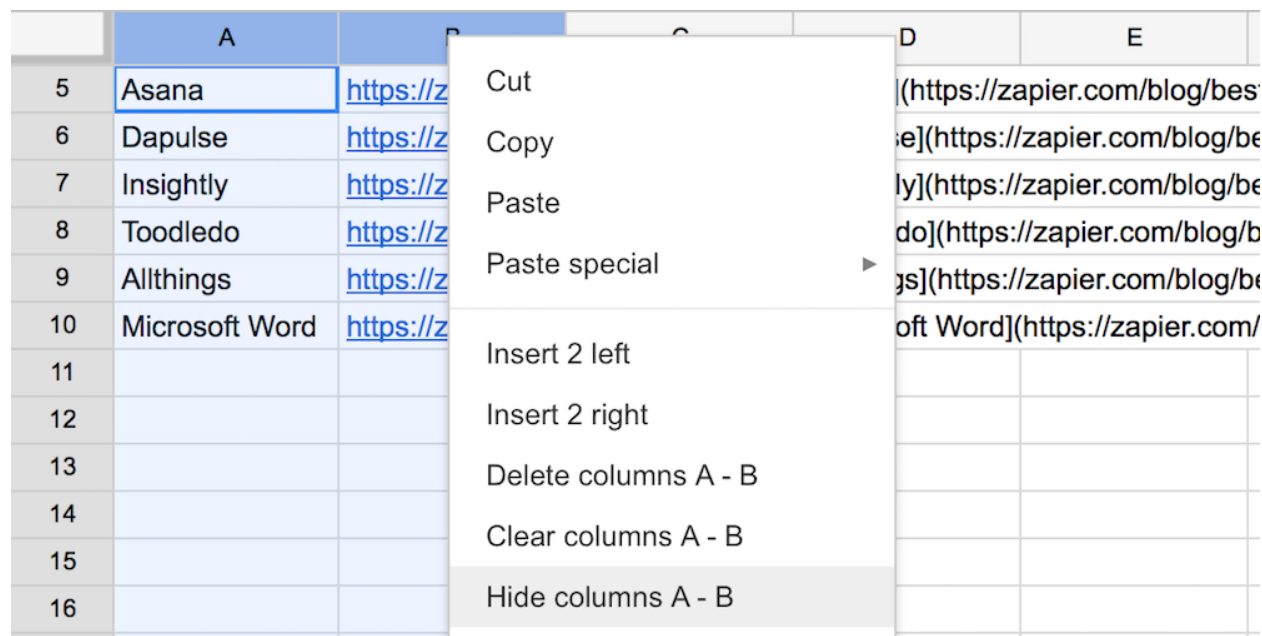 A B C D E
5 Asana https://z ](https://zapier.com/blog/bes
6 Dapulse https://z e](https://zapier.com/blog/be
7 Insightly https://z ly](https://zapier.com/blog/be
8 Toodledo https://z do](https://zapier.com/blog/b
9 Allthings https://z gs](https://zapier.com/blog/be
10 Microsoft Word https://z oft Word](https://zapier.com/
11
12
13
14
15
16
Cut
Copy
Paste
Paste special
Insert 2 left
Insert 2 right
Delete columns A - B
Clear columns A - B
Hide columns A - B